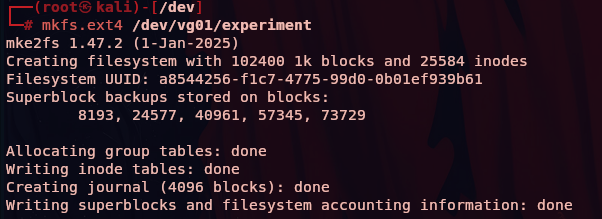 ┌──(root㉿kali)-[/dev]
└─# mkfs.ext4 /dev/vg01/experiment
mke2fs 1.47.2 (1-Jan-2025)
Creating filesystem with 102400 1k blocks and 25584 inodes
Filesystem UUID: a8544256-f1c7-4775-99d0-0b01ef939b61
Superblock backups stored on blocks:
        8193, 24577, 40961, 57345, 73729

Allocating group tables: done
Writing inode tables: done
Creating journal (4096 blocks): done
Writing superblocks and filesystem accounting information: done